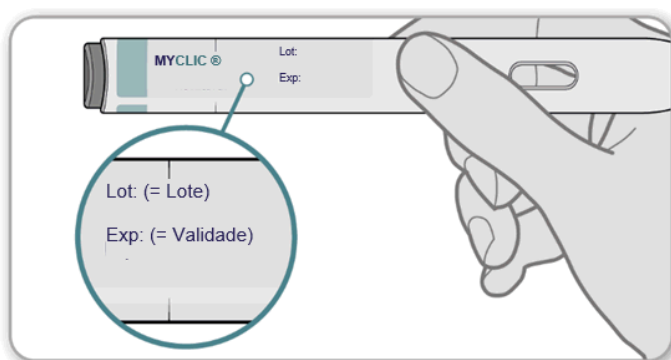 MYCLIC ®
Lot:
Exp:
Lot: (= Lote)
Exp: (= Validade)